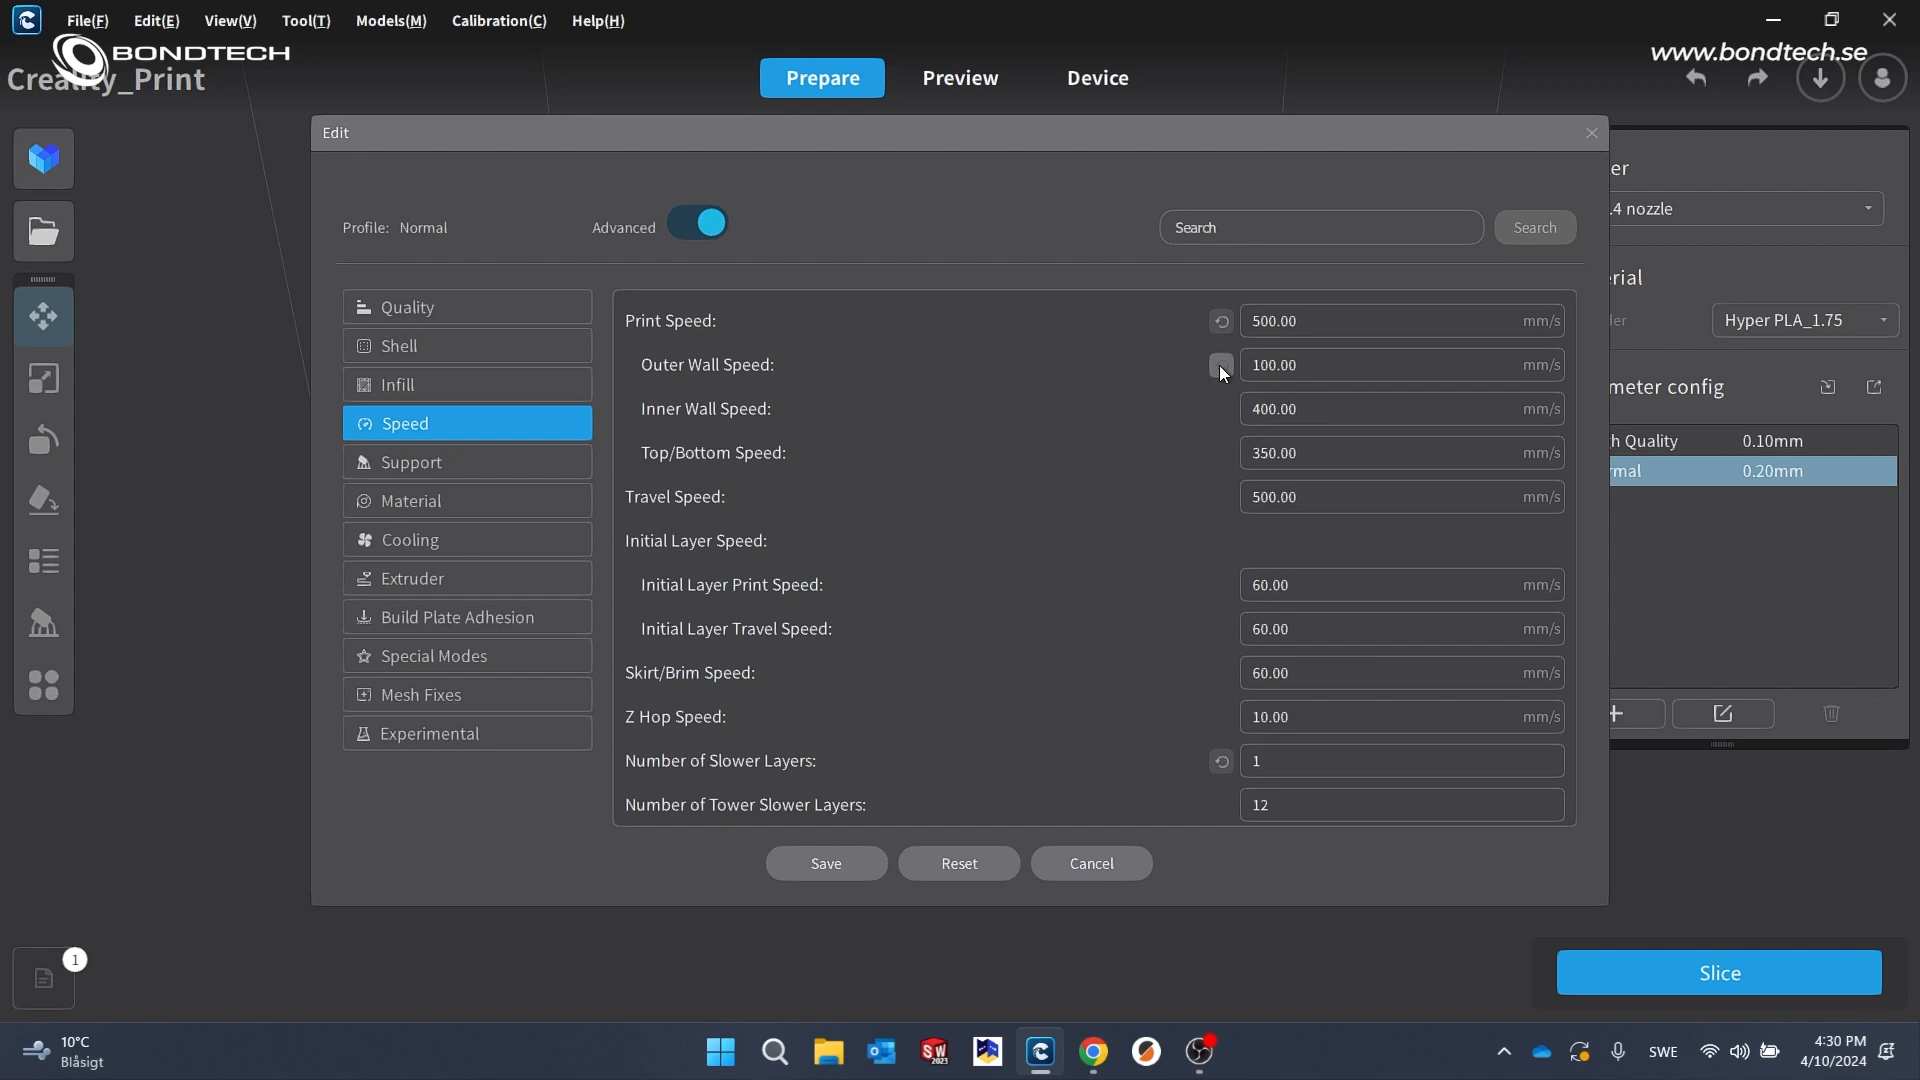 File(F) Edit(E) View(V) Tool(T) Models(M) Calibration(C) Help(H)
BONDTECH
www.bondtech.se
Creality_Print
Prepare Preview Device
Edit
Profile: Normal Advanced Search Search
Quality
Shell
Infill
Speed
Support
Material
Cooling
Extruder
Build Plate Adhesion
Special Modes
Mesh Fixes
Experimental
Print Speed: 500.00 mm/s
Outer Wall Speed: 100.00 mm/s
Inner Wall Speed: 400.00 mm/s
Top/Bottom Speed: 350.00 mm/s
Travel Speed: 500.00 mm/s
Initial Layer Speed:
Initial Layer Print Speed: 60.00 mm/s
Initial Layer Travel Speed: 60.00 mm/s
Skirt/Brim Speed: 60.00 mm/s
Z Hop Speed: 10.00 mm/s
Number of Slower Layers: 1
Number of Tower Slower Layers: 12
Save Reset Cancel
er
.4 nozzle
rial
der Hyper PLA_1.75
meter config
h Quality 0.10mm
rmal 0.20mm
1
Slice
10°C
Blåsigt
SW
2023
SWE
4:30 PM
4/10/2024